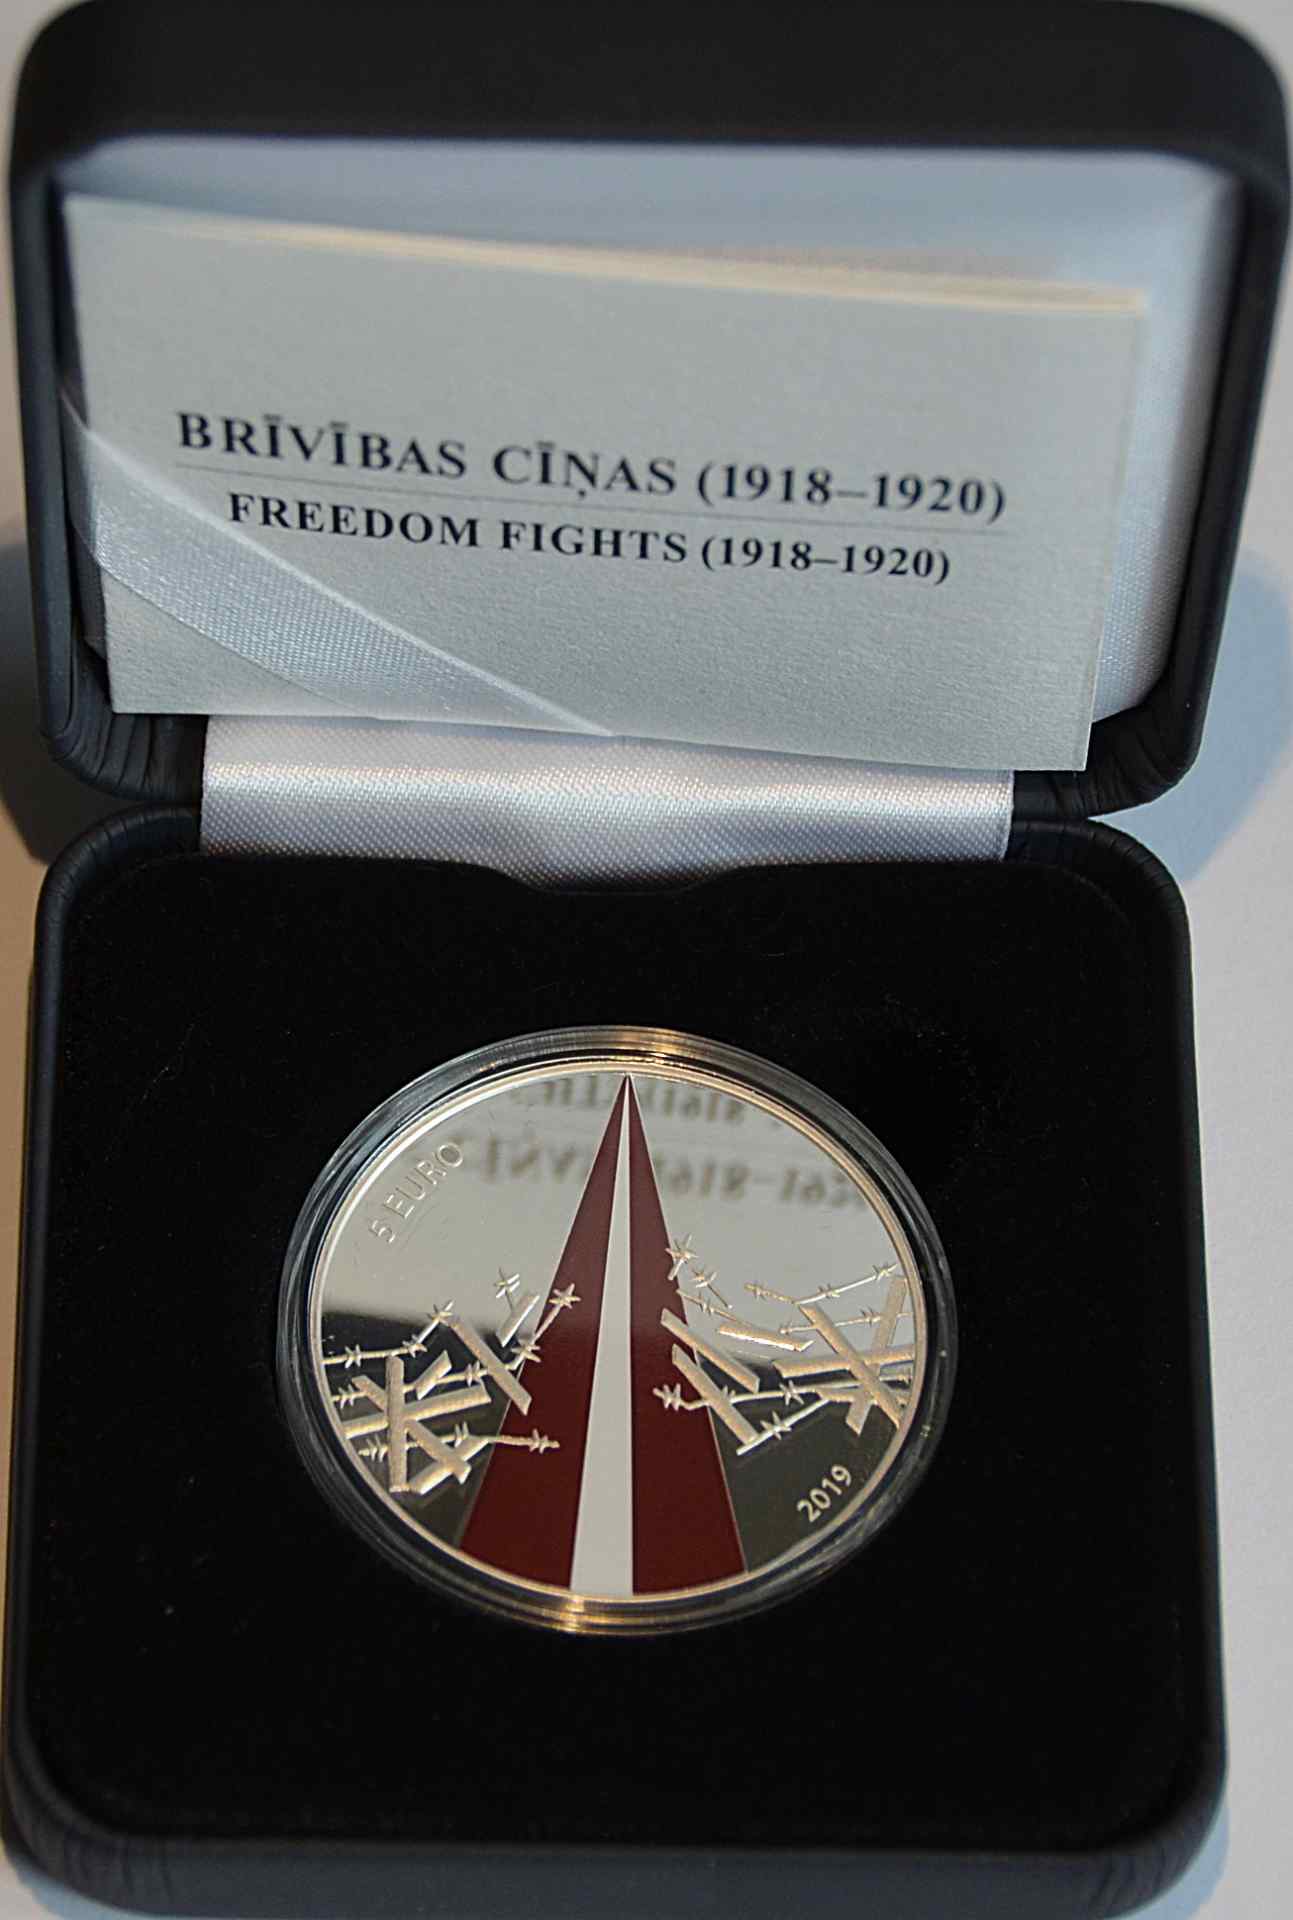 BRĪVĪBAS CĪŅAS (1918–1920)
FREEDOM FIGHTS (1918–1920)
5 EURO
2019